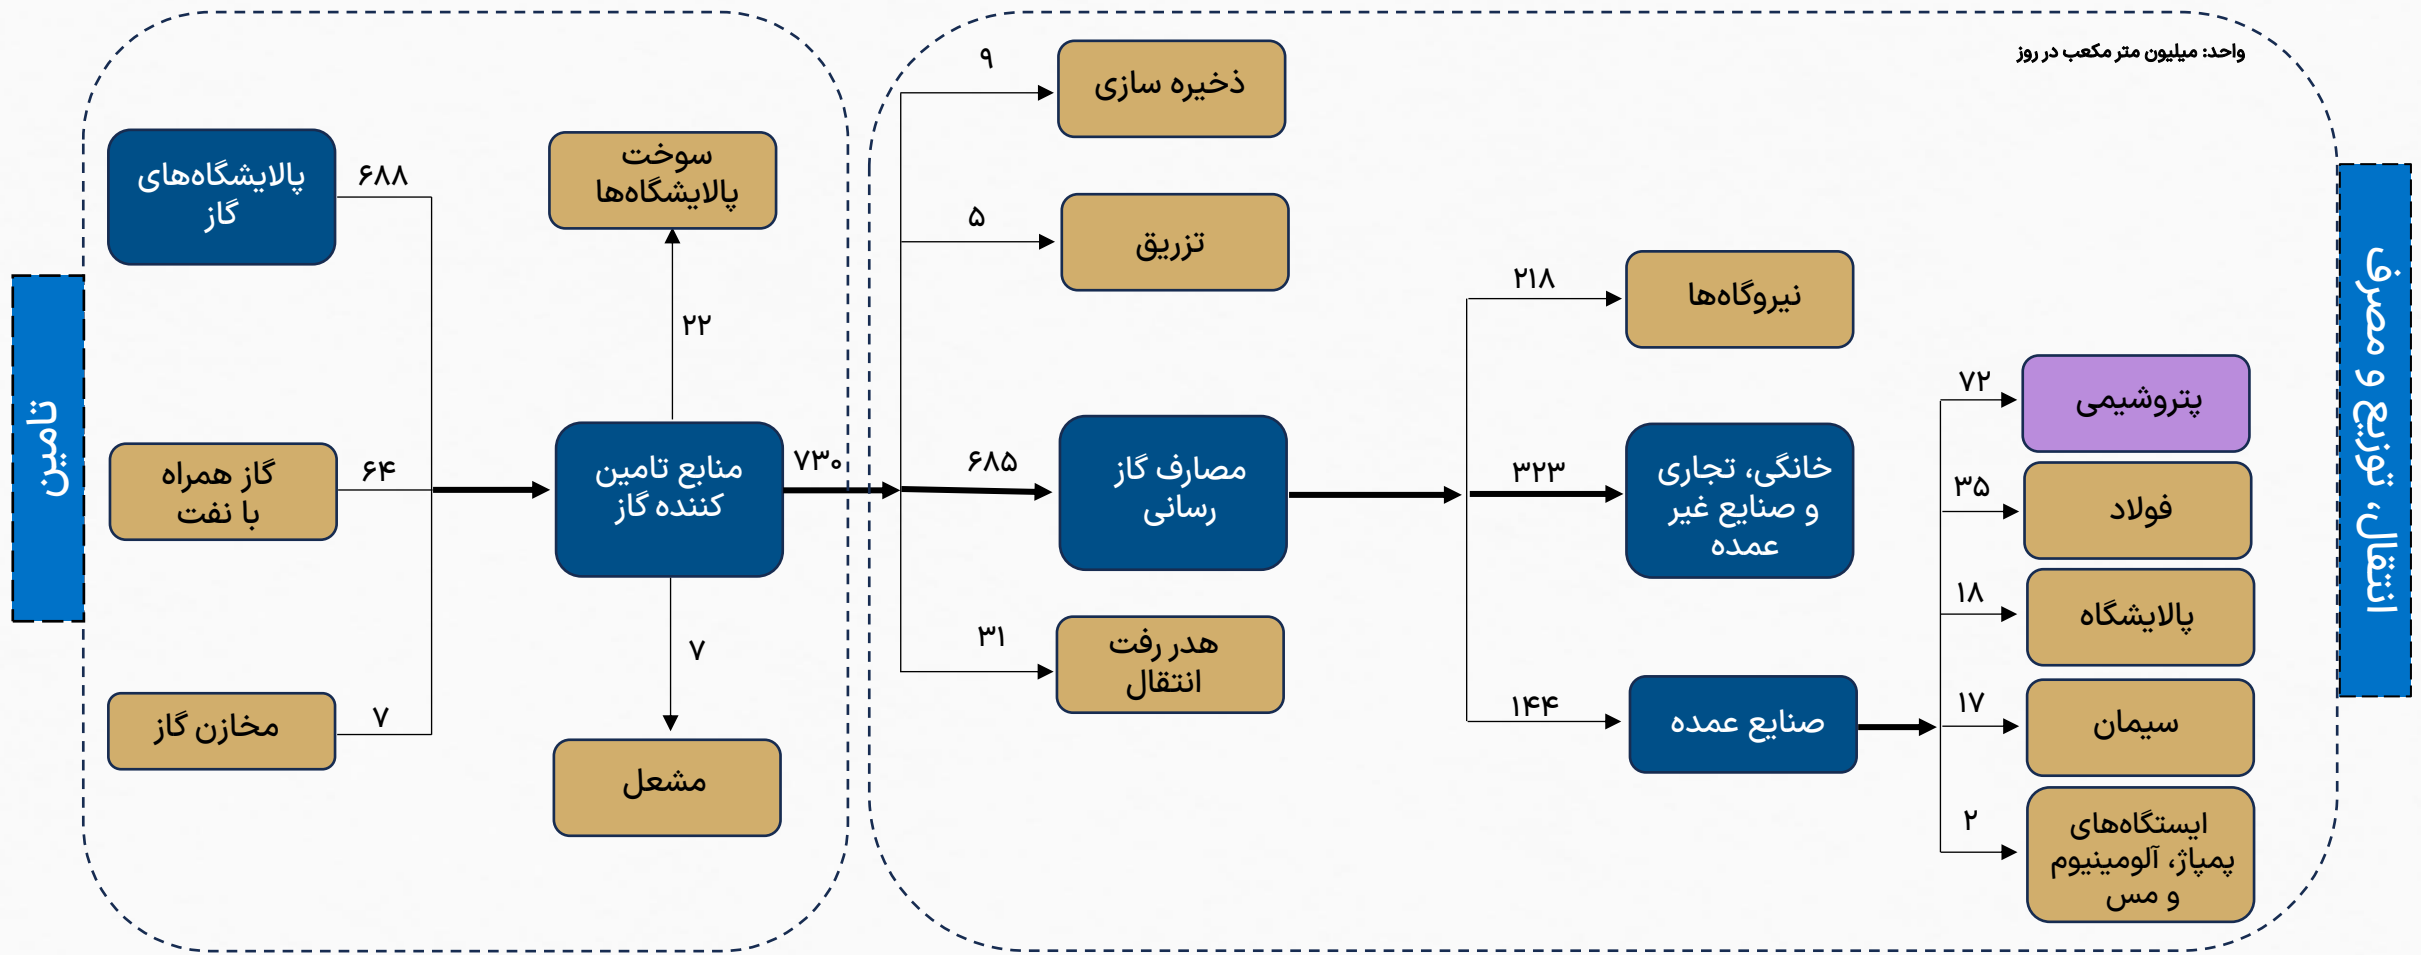 واحد: میلیون متر مکعب در روز
تامین
پالایشگاه‌های
گاز
۶۸۸
گاز همراه
با نفت
۶۴
مخازن گاز
۷
سوخت
پالایشگاه‌ها
۲۲
منابع تامین
کننده گاز
۷
مشعل
۷۳۰
انتقال، توزیع و مصرف
۹
ذخیره سازی
۵
تزریق
۶۸۵
مصارف گاز
رسانی
۳۱
هدر رفت
انتقال
۲۱۸
نیروگاه‌ها
۳۲۳
خانگی، تجاری
و صنایع غیر
عمده
۱۴۴
صنایع عمده
۷۲
پتروشیمی
۳۵
فولاد
۱۸
پالایشگاه
۱۷
سیمان
۲
ایستگاه‌های
پمپاژ، آلومینیوم
و مس